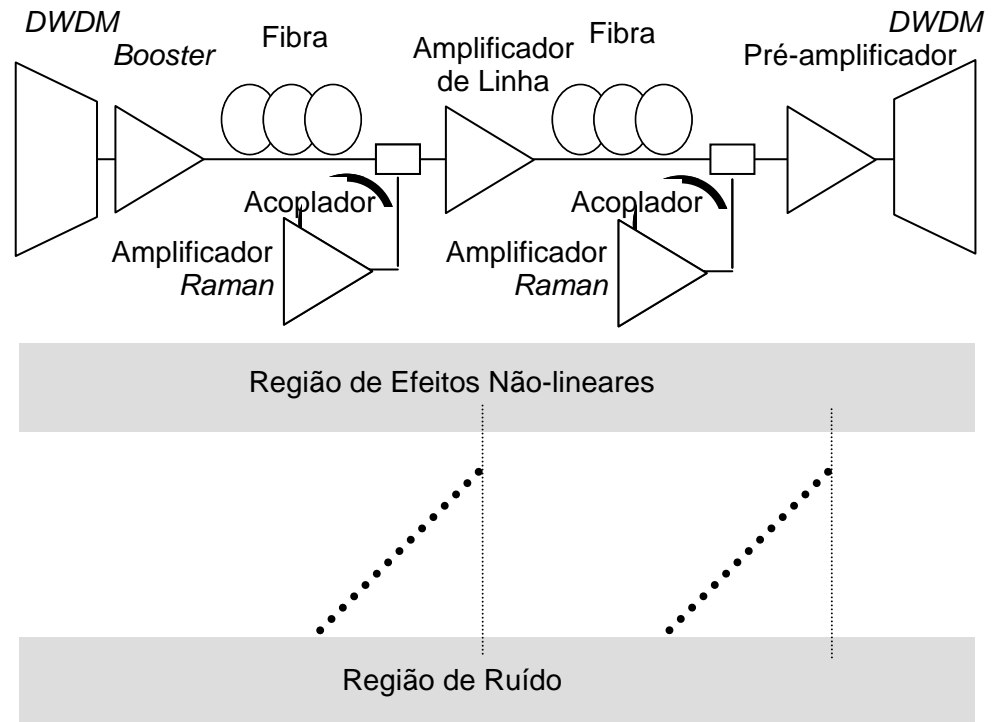 DWDM
Booster
Fibra
Amplificador
de Linha
Fibra
DWDM
Pré-amplificador
Acoplador
Amplificador
Raman
Acoplador
Amplificador
Raman
Região de Efeitos Não-lineares
Região de Ruído